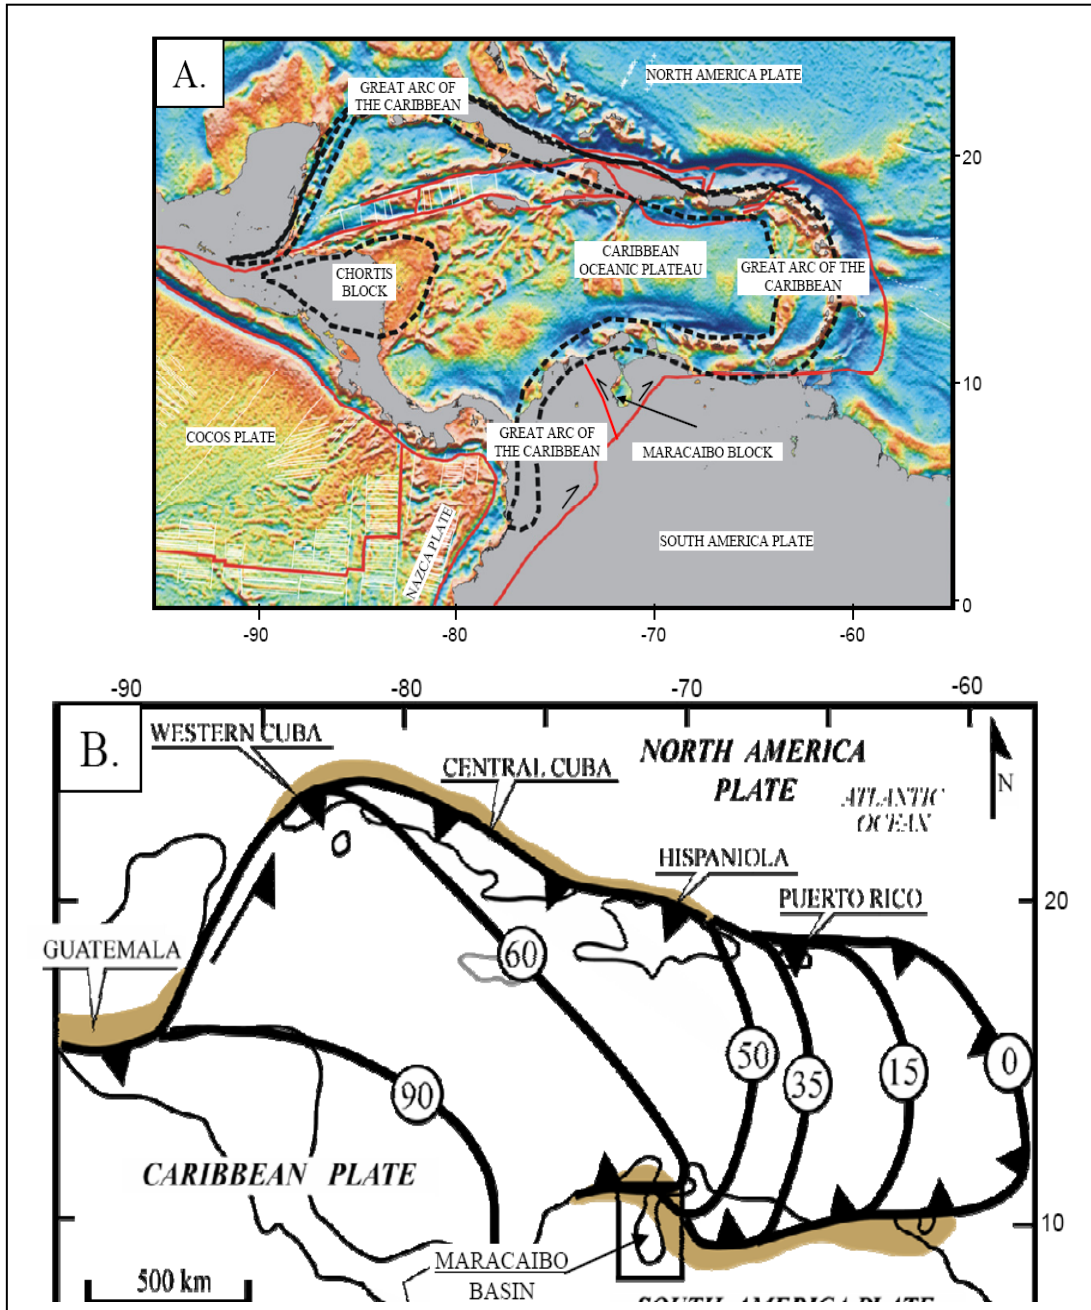 A.
NORTH AMERICA PLATE
GREAT ARC OF
THE CARIBBEAN
20
CARIBBEAN
OCEANIC PLATEAU
GREAT ARC OF THE
CARIBBEAN
CHORTIS
BLOCK
10
COCOS PLATE
GREAT ARC OF
THE CARIBBEAN
MARACAIBO BLOCK
NAZCA PLATE
SOUTH AMERICA PLATE
0
-90
-80
-70
-60
-90
-80
-70
-60
B.
WESTERN CUBA
CENTRAL CUBA
NORTH AMERICA
PLATE
ATLANTIC
OCEAN
N
HISPANIOLA
PUERTO RICO
20
GUATEMALA
60
50
35
15
0
90
CARIBBEAN PLATE
10
MARACAIBO
BASIN
500 km
SOUTH AMERICA PLATE